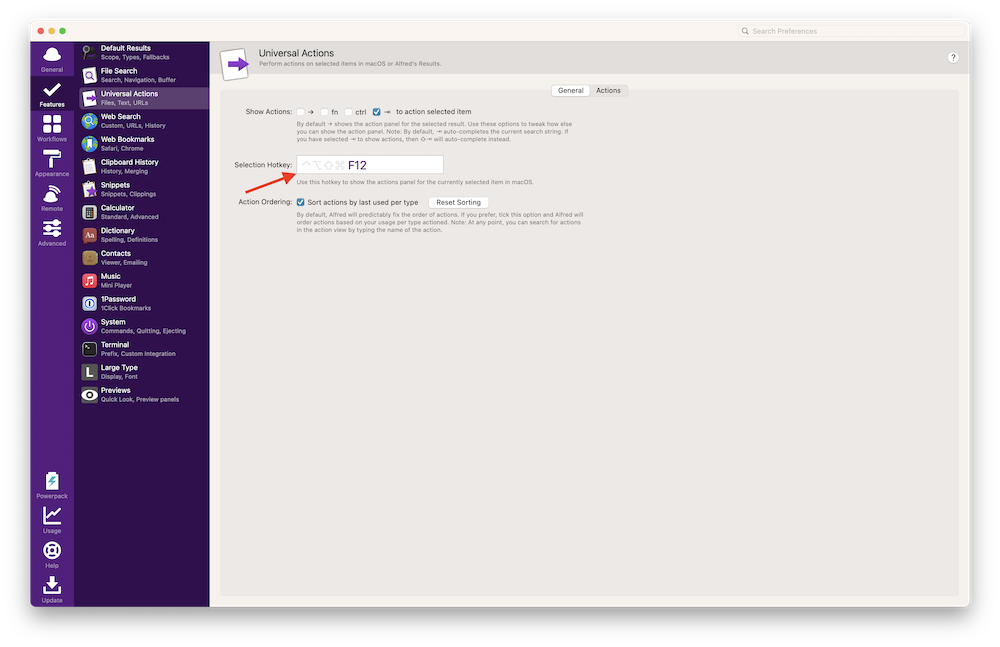 Search Preferences
General
Features
Workflows
Appearance
Remote
Advanced
Powerpack
Usage
Help
Update
Default Results
Scope, Types, Fallbacks
File Search
Search, Navigation, Buffer
Universal Actions
Files, Text, URLs
Web Search
Custom, URLs, History
Web Bookmarks
Safari, Chrome
Clipboard History
History, Merging
Snippets
Snippets, Clippings
Calculator
Standard, Advanced
Aa
Dictionary
Spelling, Definitions
Contacts
Viewer, Emailing
Music
Mini Player
1Password
1Click Bookmarks
System
Commands, Quitting, Ejecting
Terminal
Prefix, Custom Integration
L
Large Type
Display, Font
Previews
Quick Look, Preview panels
Universal Actions
Perform actions on selected items in macOS or Alfred's Results.
?
General Actions
Show Actions: → fn ctrl ⇥ to action selected item
By default → shows the action panel for the selected result. Use these options to tweak how else
you can show the action panel. Note: By default, ⇥ auto-completes the current search string. If
you have selected ⇥ to show actions, then ⇧⇥ will auto-complete instead.
Selection Hotkey: ⌃⌥⇧⌘ F12
Use this hotkey to show the actions panel for the currently selected item in macOS.
Action Ordering: Sort actions by last used per type Reset Sorting
By default, Alfred will predictably fix the order of actions. If you prefer, tick this option and Alfred will
order actions based on your usage per type actioned. Note: At any point, you can search for actions
in the action view by typing the name of the action.